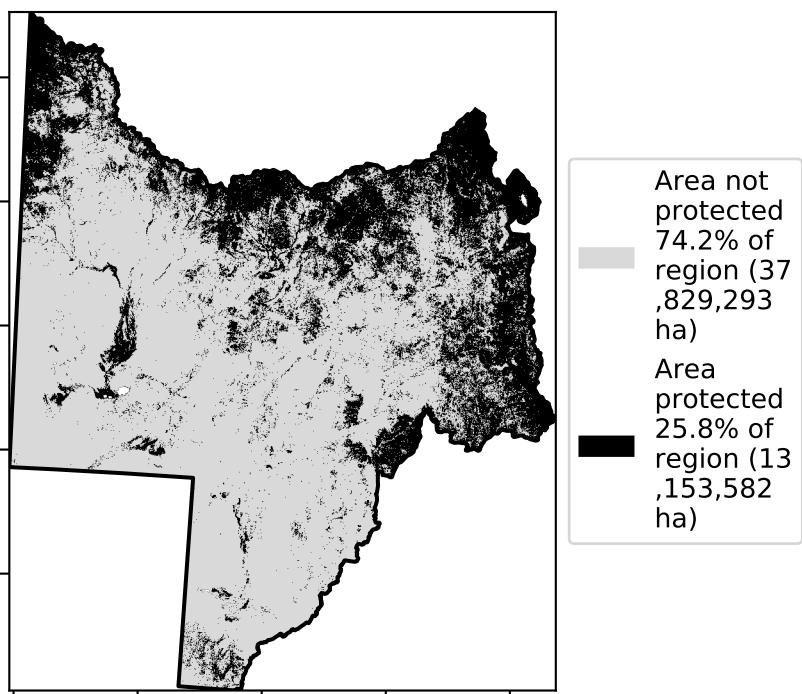 Area not
protected
74.2% of
region (37
,829,293
ha)
Area
protected
25.8% of
region (13
,153,582
ha)